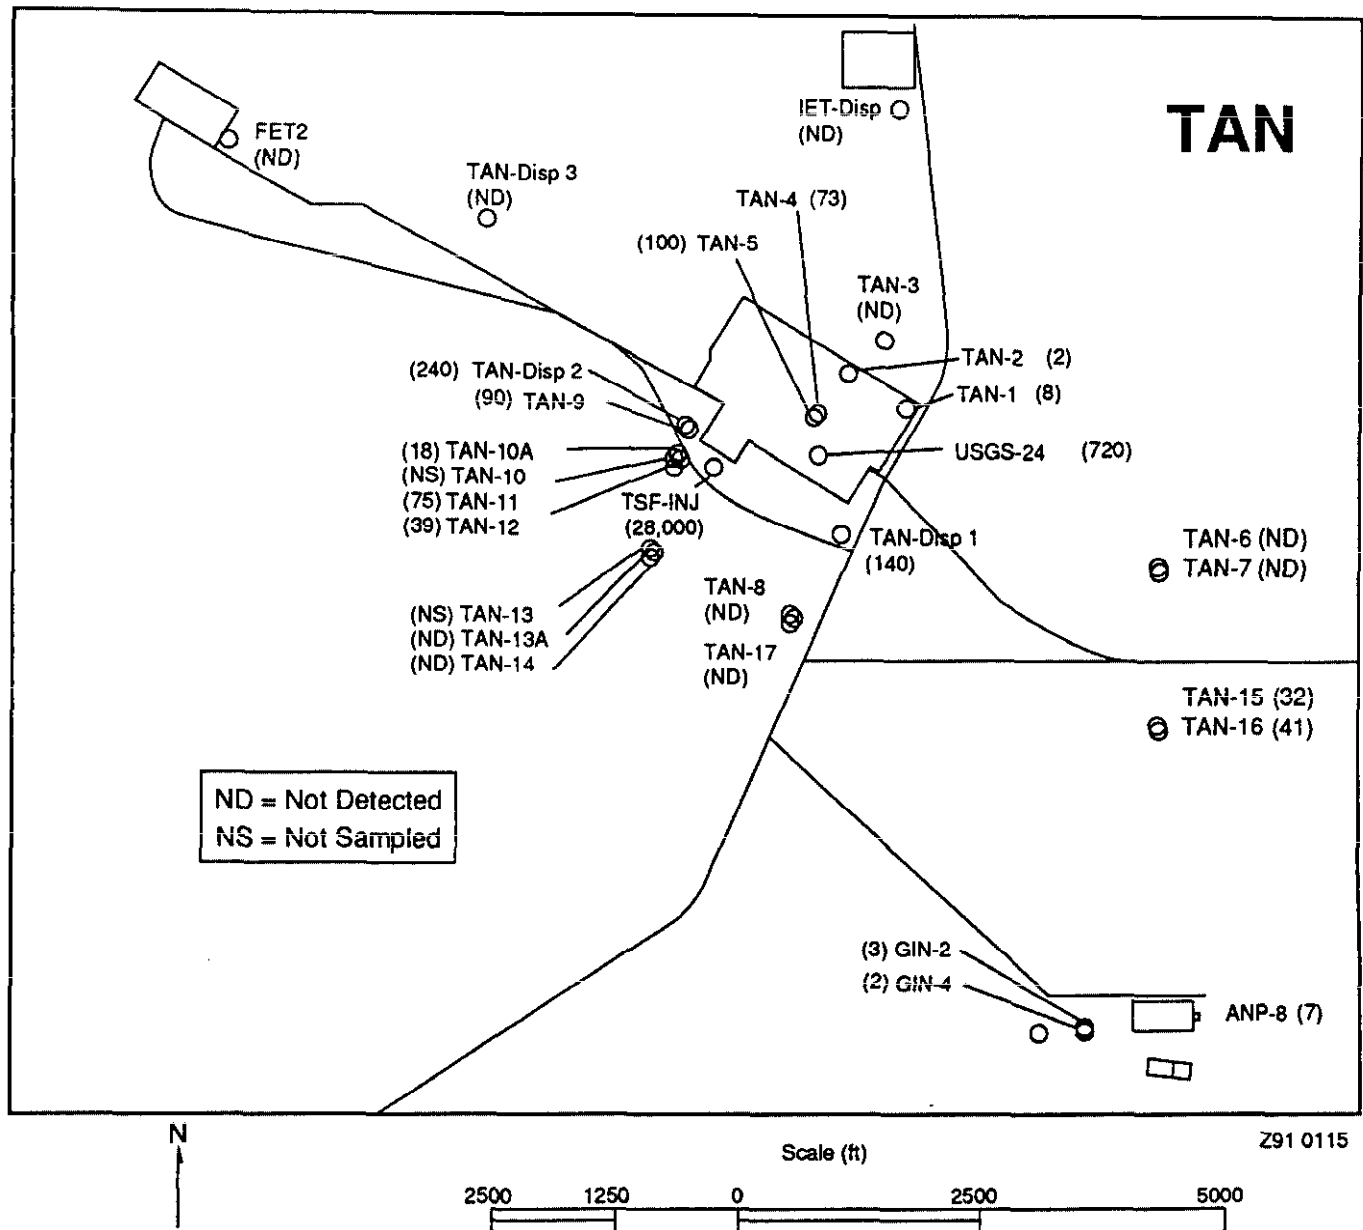 TAN
IET-Disp
(ND)
FET2
(ND)
TAN-Disp 3
(ND)
TAN-4 (73)
(100) TAN-5
TAN-3
(ND)
TAN-2 (2)
(240) TAN-Disp 2
TAN-1 (8)
(90) TAN-9
(18) TAN-10A
USGS-24 (720)
(NS) TAN-10
(75) TAN-11
TSF-INJ
(39) TAN-12
(28,000)
TAN-Disp 1
(140)
TAN-6 (ND)
TAN-7 (ND)
TAN-8
(ND)
(NS) TAN-13
(ND) TAN-13A
(ND) TAN-14
TAN-17
(ND)
TAN-15 (32)
TAN-16 (41)
ND = Not Detected
NS = Not Sampled
(3) GIN-2
(2) GIN-4
ANP-8 (7)
N
Z91 0115
Scale (ft)
2500 1250 0 2500 5000